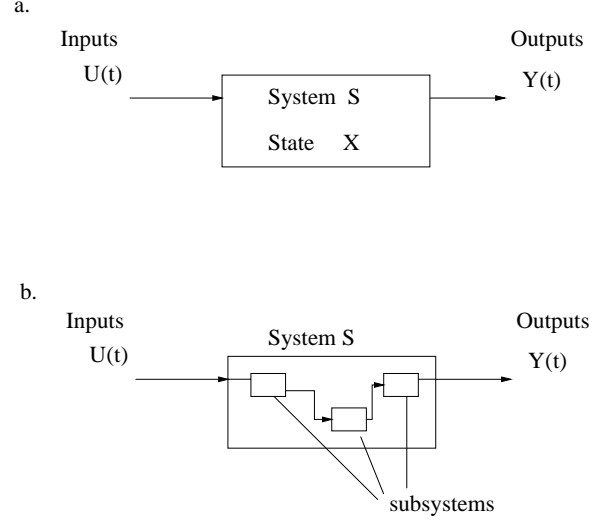 a.
Inputs
Outputs
U(t)
Y(t)
System S
State X
b.
Inputs
Outputs
System S
U(t)
Y(t)
subsystems